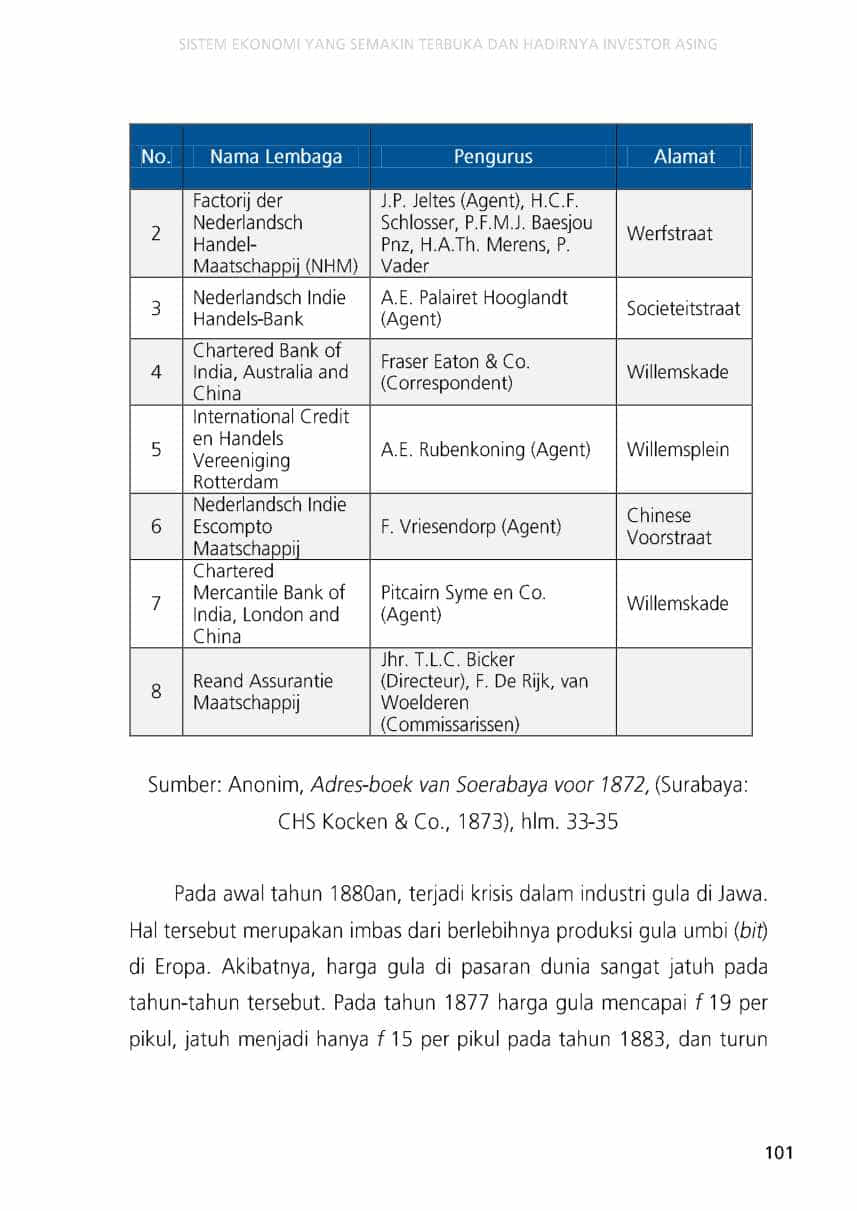 SISTEM EKONOMI YANG SEMAKIN TERBUKA DAN HADIRNYA INVESTOR ASING
No. Nama Lembaga Pengurus Alamat
2
Factorij der
Nederlandsch
Handel-
Maatschappij (NHM)
J.P. Jeltes (Agent), H.C.F.
Schlosser, P.F.M.J. Baesjou
Pnz, H.A.Th. Merens, P.
Vader
Werfstraat
3
Nederlandsch Indie
Handels-Bank
A.E. Palairet Hooglandt
(Agent)
Societeitstraat
4
Chartered Bank of
India, Australia and
China
Fraser Eaton & Co.
(Correspondent)
Willemskade
5
International Credit
en Handels
Vereeniging
Rotterdam
A.E. Rubenkoning (Agent)
Willemsplein
6
Nederlandsch Indie
Escompto
Maatschappij
F. Vriesendorp (Agent)
Chinese
Voorstraat
7
Chartered
Mercantile Bank of
India, London and
China
Pitcairn Syme en Co.
(Agent)
Willemskade
8
Reand Assurantie
Maatschappij
Jhr. T.L.C. Bicker
(Directeur), F. De Rijk, van
Woelderen
(Commissarissen)
Sumber: Anonim, Adres-boek van Soerabaya voor 1872, (Surabaya:
CHS Kocken & Co., 1873), hlm. 33-35
Pada awal tahun 1880an, terjadi krisis dalam industri gula di Jawa.
Hal tersebut merupakan imbas dari berlebihnya produksi gula umbi (bit)
di Eropa. Akibatnya, harga gula di pasaran dunia sangat jatuh pada
tahun-tahun tersebut. Pada tahun 1877 harga gula mencapai f 19 per
pikul, jatuh menjadi hanya f 15 per pikul pada tahun 1883, dan turun
101